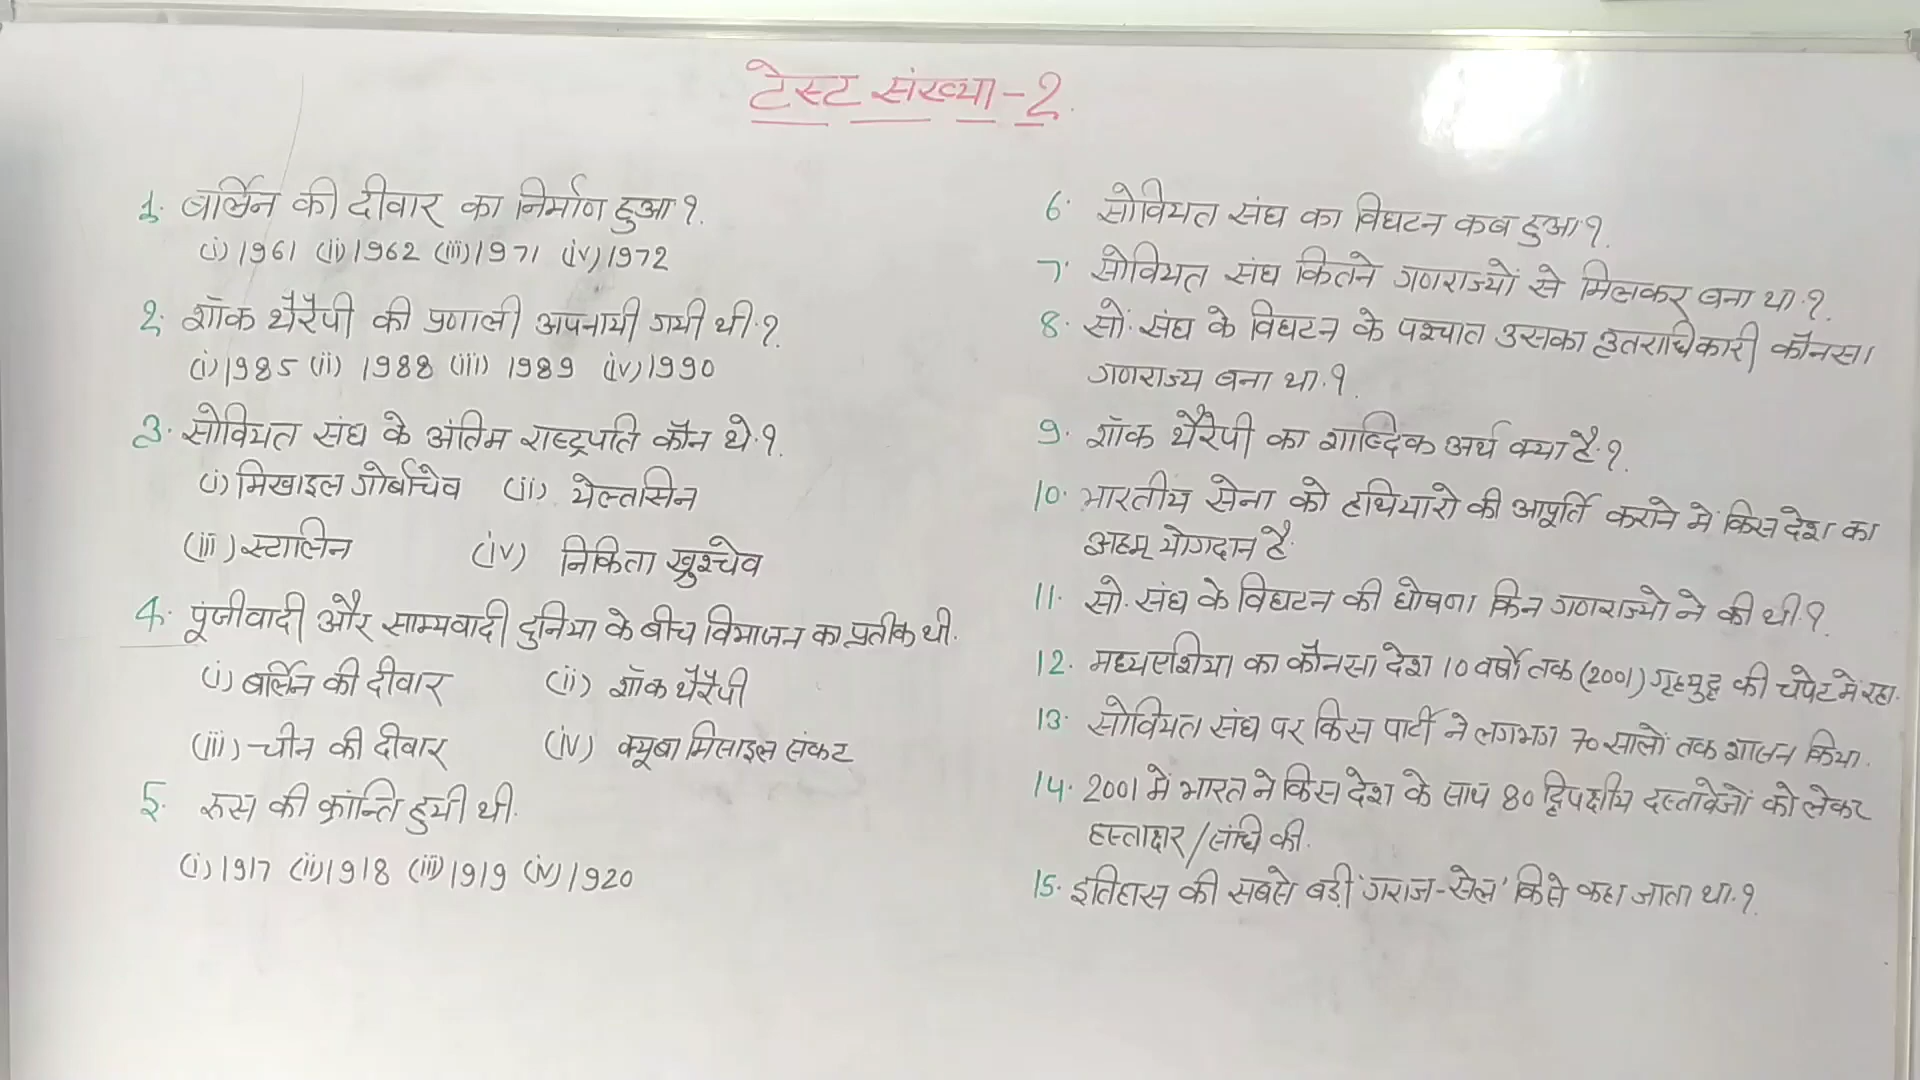 टेस्ट संख्या-2.
1. बर्लिन की दीवार का निर्माण हुआ ?.
(i) 1961 (ii) 1962 (iii) 1971 (iv) 1972
2. शॉक थैरैपी की प्रणाली अपनायी गयी थी.?
(i) 1985 (ii) 1988 (iii) 1989 (iv) 1990
3. सोवियत संघ के अंतिम राष्ट्रपति कौन थे.?.
(i) मिखाइल गोर्बाचेव (ii). येल्तसिन
(iii) स्टालिन (iv) निकिता ख्रुश्चेव
4. पूंजीवादी और साम्यवादी दुनिया के बीच विभाजन का प्रतीक थी.
(i) बर्लिन की दीवार (ii) शॉक थैरैपी
(iii) चीन की दीवार (iv) क्यूबा मिसाइल संकट
5. रूस की क्रांन्ति हुयी थी.
(i) 1917 (ii) 1918 (iii) 1919 (iv) 1920
6. सोवियत संघ का विघटन कब हुआ ?.
7. सोवियत संघ कितने गणराज्यों से मिलकर बना था.?.
8. सो. संघ के विघटन के पश्चात उसका उतराधिकारी कौनसा
गणराज्य बना था.?
9. शॉक थैरेपी का शाब्दिक अर्थ क्या है.?.
10. भारतीय सेना को हथियारो की आपूर्ति कराने में किस देश का
अहम् योगदान है.
11. सो. संघ के विघटन की घोषणा किन गणराज्यो ने की थी.?.
12. मध्यएशिया का कौनसा देश 10 वर्षो तक (2001) गृहयुद्ध की चपेट में रहा.
13. सोवियत संघ पर किस पार्टी ने लगभग 70 सालों तक शासन किया.
14. 2001 में भारत ने किस देश के साथ 80 द्विपक्षीय दस्तावेजों को लेकर
हस्ताक्षर/संधि की.
15. इतिहास की सबसे बड़ी 'गराज-सेल' किसे कहा जाता था.?.